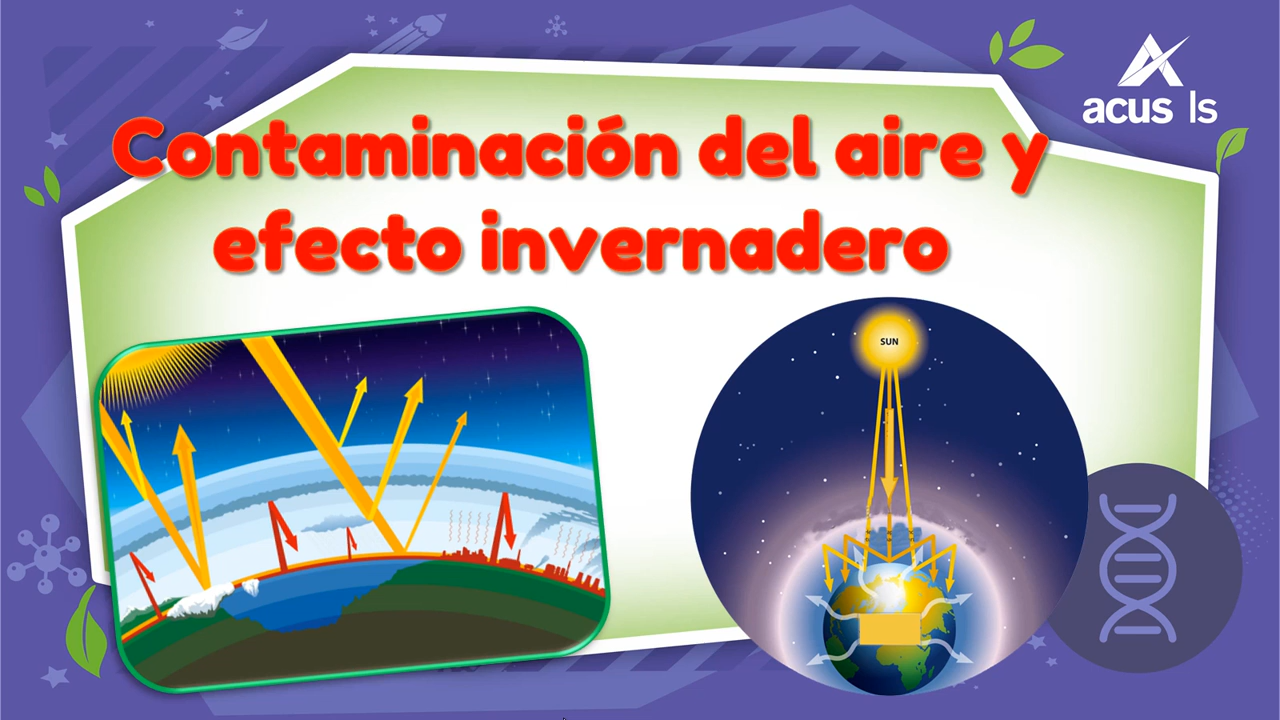 Contaminación del aire y
efecto invernadero
acus ls
SUN